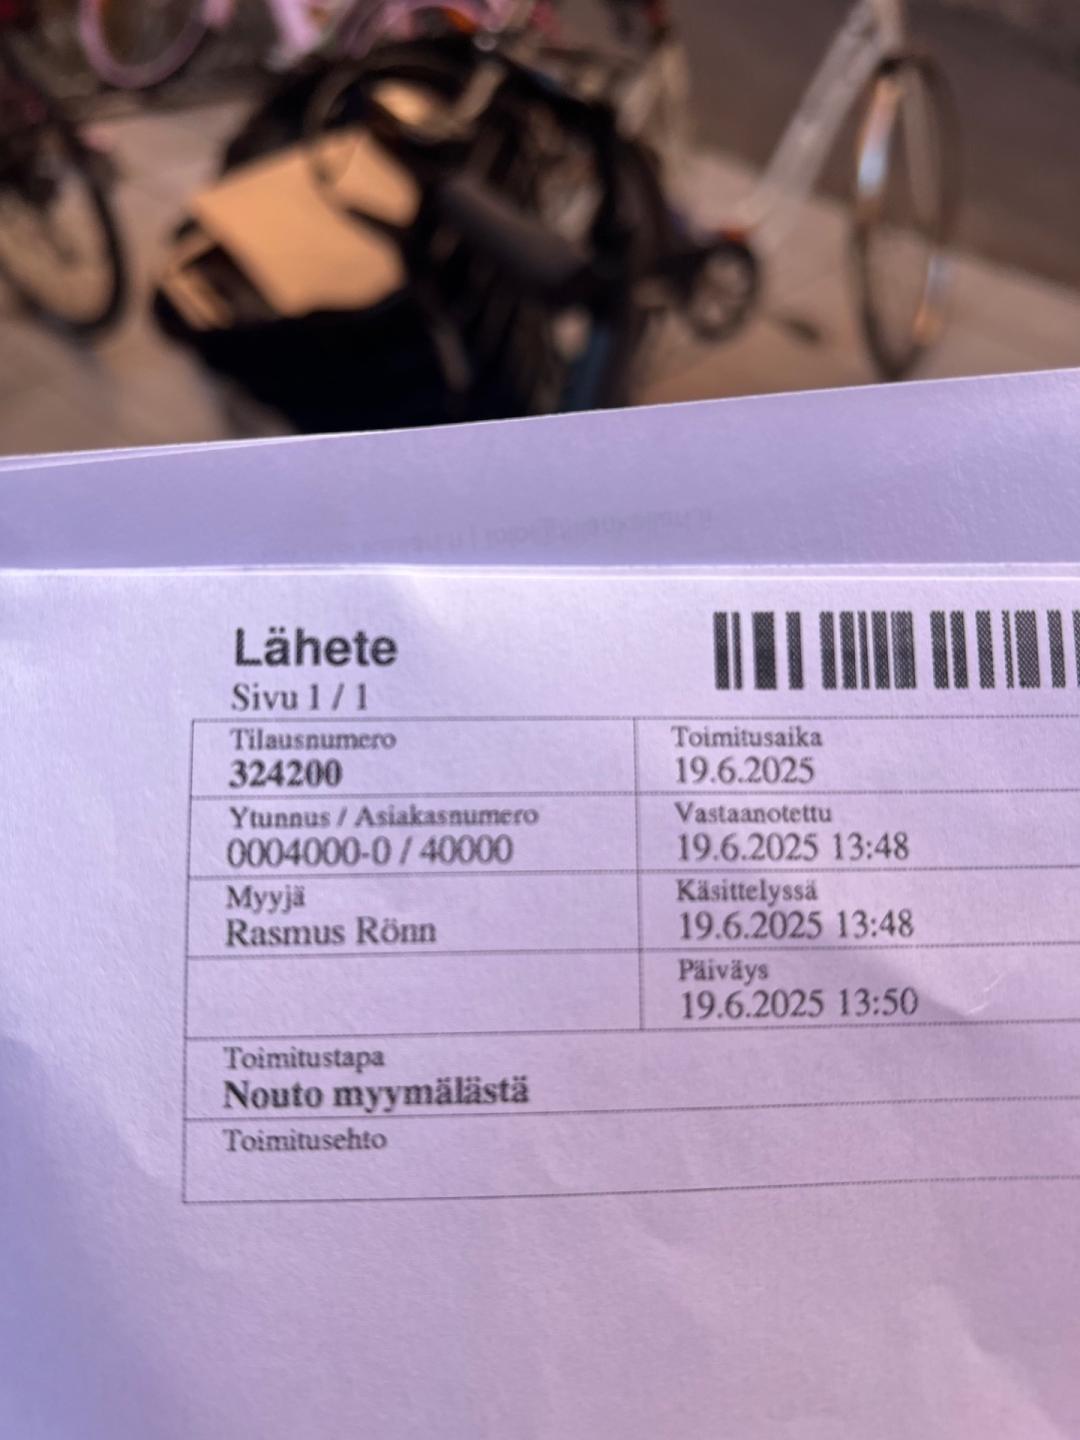 Lähete
Sivu 1 / 1
Tilausnumero
324200
Toimitusaika
19.6.2025
Ytunnus / Asiakasnumero
0004000-0 / 40000
Vastaanotettu
19.6.2025 13:48
Myyjä
Rasmus Rönn
Käsittelyssä
19.6.2025 13:48
Päiväys
19.6.2025 13:50
Toimitustapa
Nouto myymälästä
Toimitusehto